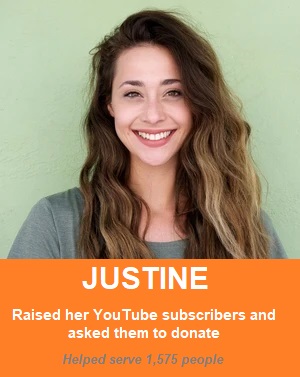 JUSTINE
Raised her YouTube subscribers and
asked them to donate
Helped serve 1,575 people